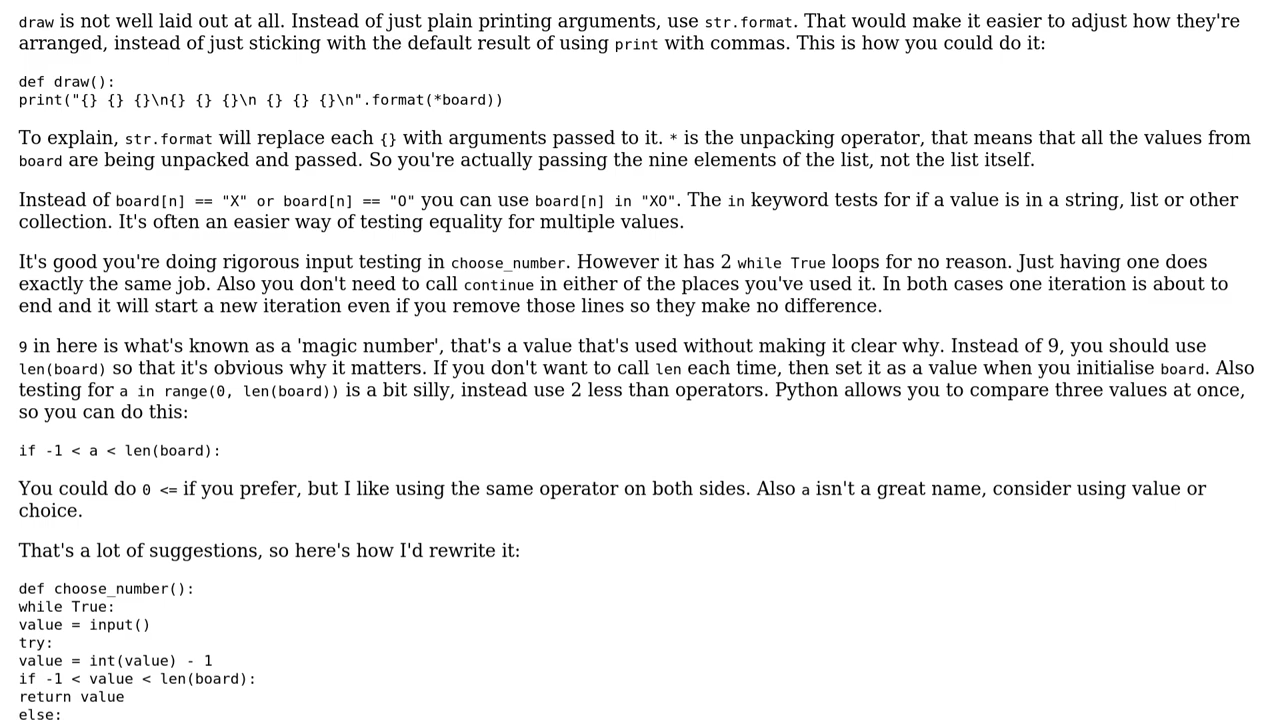 draw is not well laid out at all. Instead of just plain printing arguments, use str.format. That would make it easier to adjust how they're
arranged, instead of just sticking with the default result of using print with commas. This is how you could do it:
def draw():
print("{} {} {}\n{} {} {}\n {} {} {}\n".format(*board))
To explain, str.format will replace each {} with arguments passed to it. * is the unpacking operator, that means that all the values from
board are being unpacked and passed. So you're actually passing the nine elements of the list, not the list itself.
Instead of board[n] == "X" or board[n] == "O" you can use board[n] in "XO". The in keyword tests for if a value is in a string, list or other
collection. It's often an easier way of testing equality for multiple values.
It's good you're doing rigorous input testing in choose_number. However it has 2 while True loops for no reason. Just having one does
exactly the same job. Also you don't need to call continue in either of the places you've used it. In both cases one iteration is about to
end and it will start a new iteration even if you remove those lines so they make no difference.
9 in here is what's known as a 'magic number', that's a value that's used without making it clear why. Instead of 9, you should use
len(board) so that it's obvious why it matters. If you don't want to call len each time, then set it as a value when you initialise board. Also
testing for a in range(0, len(board)) is a bit silly, instead use 2 less than operators. Python allows you to compare three values at once,
so you can do this:
if -1 < a < len(board):
You could do 0 <= if you prefer, but I like using the same operator on both sides. Also a isn't a great name, consider using value or
choice.
That's a lot of suggestions, so here's how I'd rewrite it:
def choose_number():
while True:
value = input()
try:
value = int(value) - 1
if -1 < value < len(board):
return value
else: